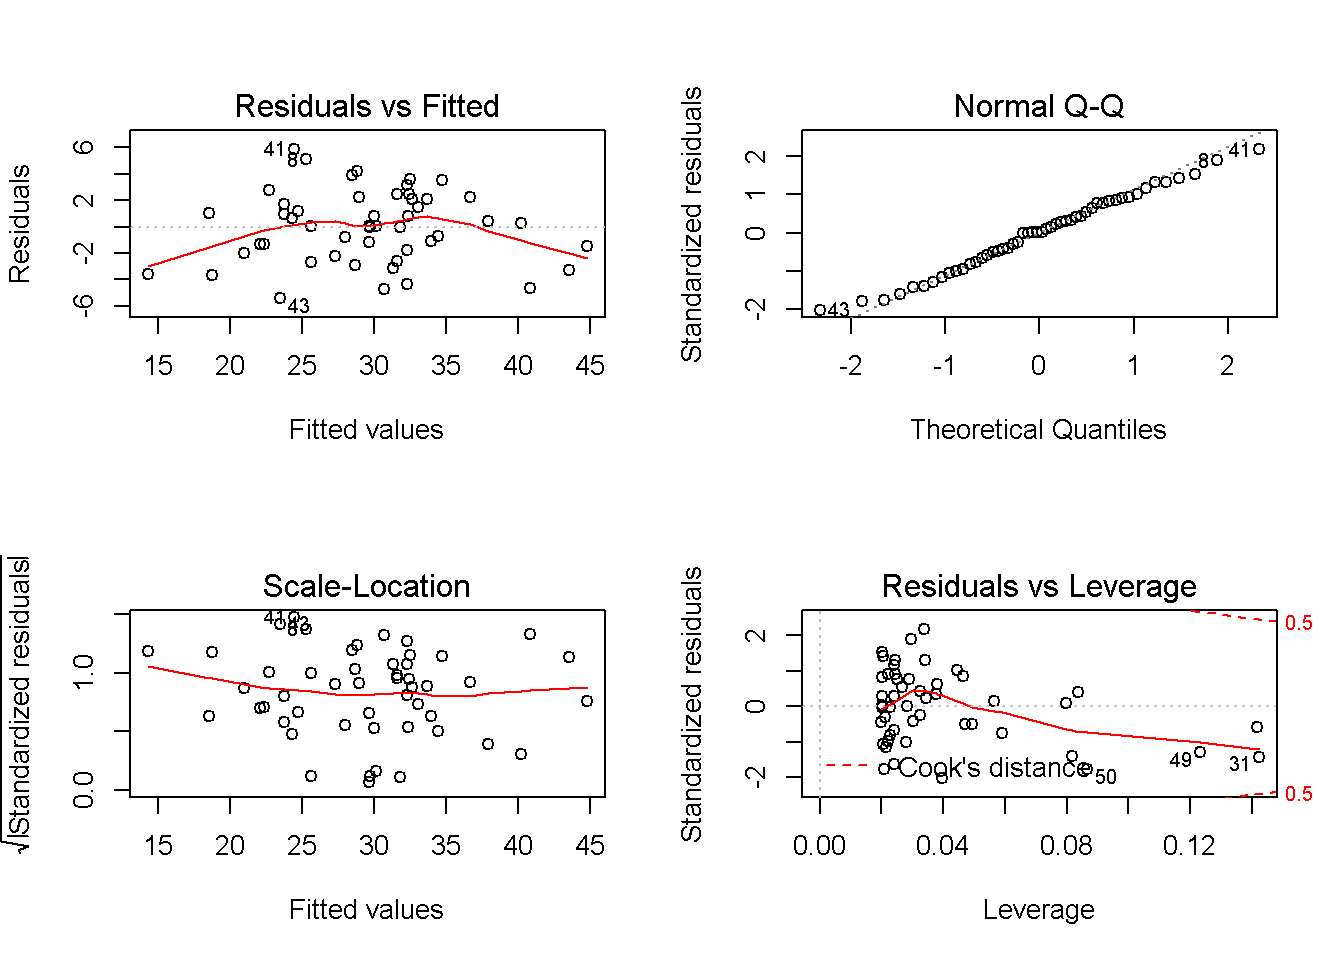 Residuals vs Fitted
Residuals
6
2
-2
-6
41
8
43
15 20 25 30 35 40 45
Fitted values
Normal Q-Q
Standardized residuals
2
1
0
-2
43
8
41
-2 -1 0 1 2
Theoretical Quantiles
Scale-Location
√|Standardized residuals|
1.0
0.0
41
43
8
15 20 25 30 35 40 45
Fitted values
Residuals vs Leverage
Standardized residuals
2
0
-2
0.5
0.5
Cook's distance
50
49
31
0.00 0.04 0.08 0.12
Leverage